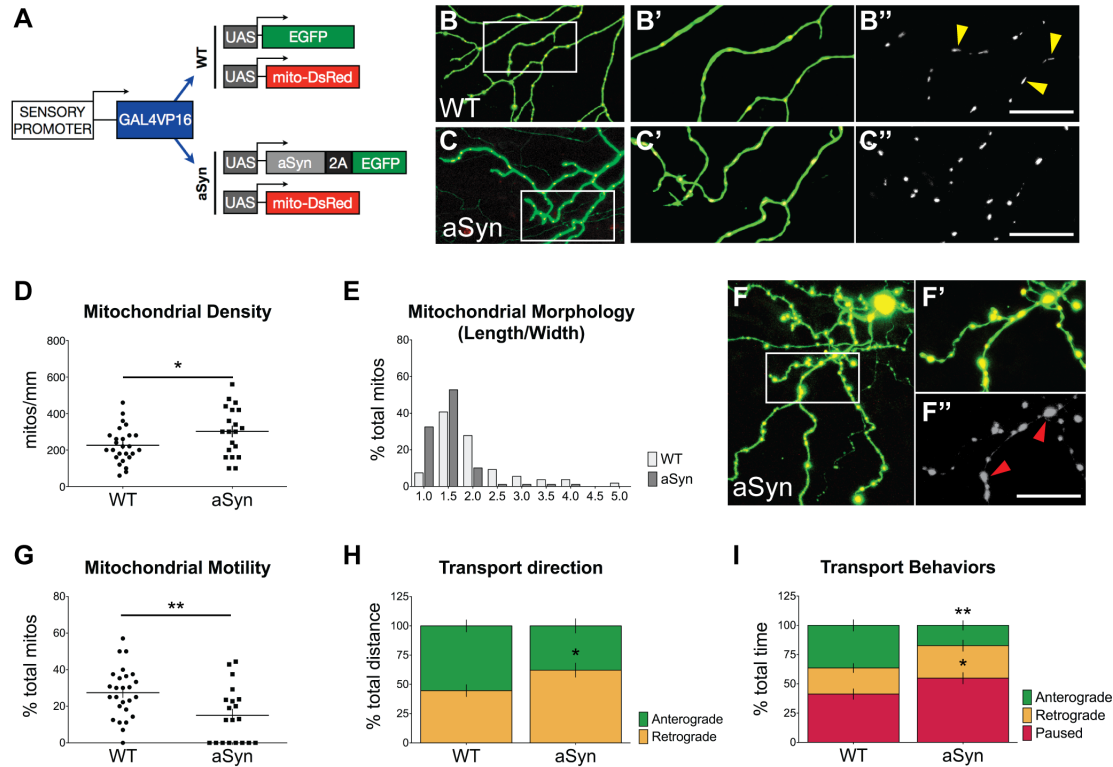 A
SENSORY
PROMOTER
GAL4VP16
WT
UAS
EGFP
UAS
mito-DsRed
aSyn
UAS
aSyn
2A
EGFP
UAS
mito-DsRed
B
WT
B'
B''
C
aSyn
C'
C''
D
Mitochondrial Density
mitos/mm
800
600
400
200
0
*
WT
aSyn
E
Mitochondrial Morphology
(Length/Width)
% total mitos
80
60
40
20
0
1.0 1.5 2.0 2.5 3.0 3.5 4.0 4.5 5.0
WT
aSyn
F
aSyn
F'
F''
G
Mitochondrial Motility
% total mitos
80
60
40
20
0
**
WT
aSyn
H
Transport direction
% total distance
125
100
75
50
25
0
*
WT
aSyn
Anterograde
Retrograde
I
Transport Behaviors
% total time
125
100
75
50
25
0
**
*
WT
aSyn
Anterograde
Retrograde
Paused